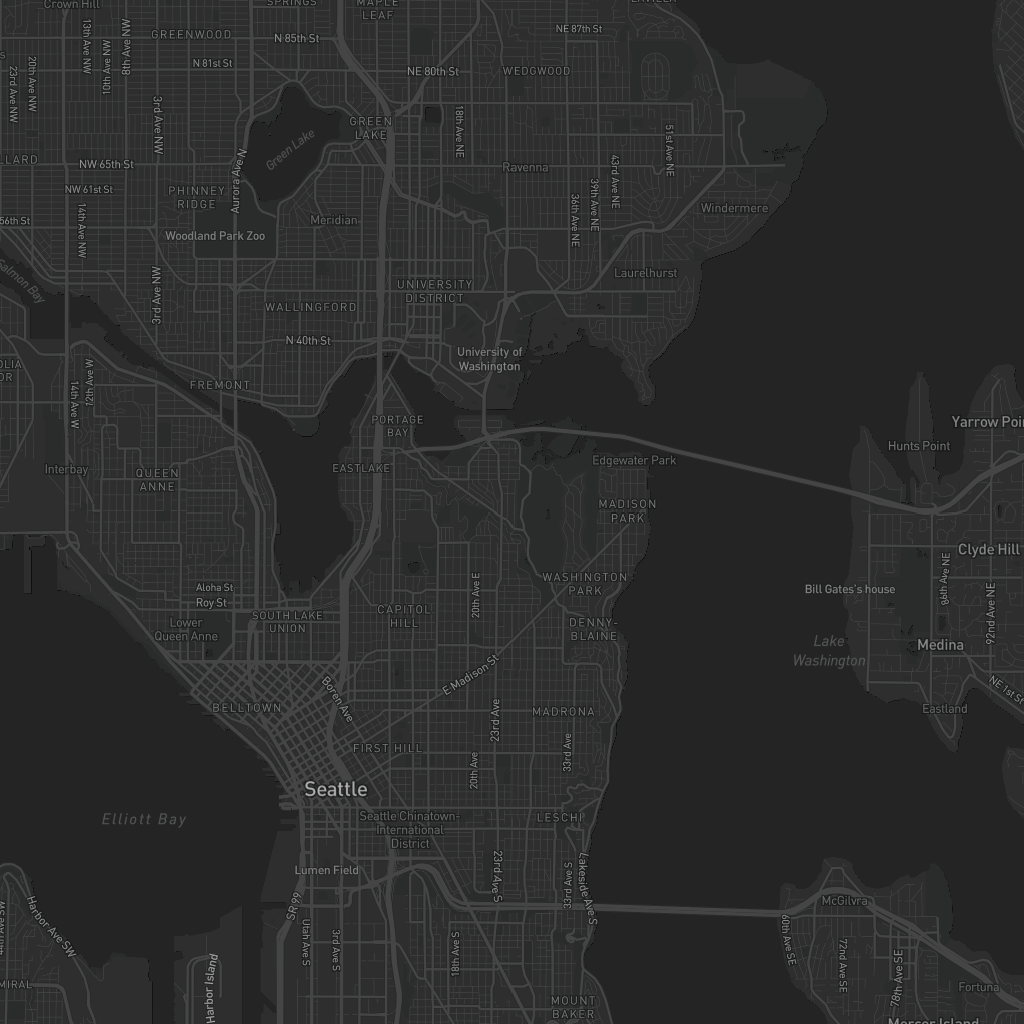 Crown Hill
SPRINGS
MAPLE
LEAF
GREENWOOD
N 85th St
NE 87th St
13th Ave NW
8th Ave NW
10th Ave NW
20th Ave NW
23rd Ave NW
3rd Ave NW
N 81st St
NE 80th St
WEDGWOOD
GREEN
LAKE
Green Lake
18th Ave NE
51st Ave NE
NW 65th St
Aurora Ave N
Ravenna
43rd Ave NE
39th Ave NE
36th Ave NE
NW 61st St
PHINNEY
RIDGE
Meridian
Windermere
56th St
14th Ave NW
Woodland Park Zoo
Salmon Bay
3rd Ave NW
UNIVERSITY
DISTRICT
Laurelhurst
WALLINGFORD
N 40th St
University of
Washington
12th Ave W
14th Ave W
FREMONT
PORTAGE
BAY
Yarrow Poin
Hunts Point
Interbay
QUEEN
ANNE
EASTLAKE
Edgewater Park
MADISON
PARK
Clyde Hill
Aloha St
Roy St
20th Ave E
WASHINGTON
PARK
Bill Gates's house
86th Ave NE
92nd Ave NE
Lower
Queen Anne
SOUTH LAKE
UNION
CAPITOL
HILL
DENNY-
BLAINE
Lake
Washington
Medina
E Madison St
Boren Ave
NE 1st St
BELLTOWN
23rd Ave
MADRONA
Eastland
FIRST HILL
20th Ave
33rd Ave
Seattle
Elliott Bay
Seattle Chinatown-
International
District
LESCHI
Lumen Field
23rd Ave S
33rd Ave S
Lakeside Ave S
SR 99
McGilvra
44th Ave SW
Harbor Ave SW
Utah Ave S
3rd Ave S
18th Ave S
60th Ave SE
72nd Ave SE
78th Ave SE
Harbor Island
MOUNT
BAKER
Fortuna
Mercer Island